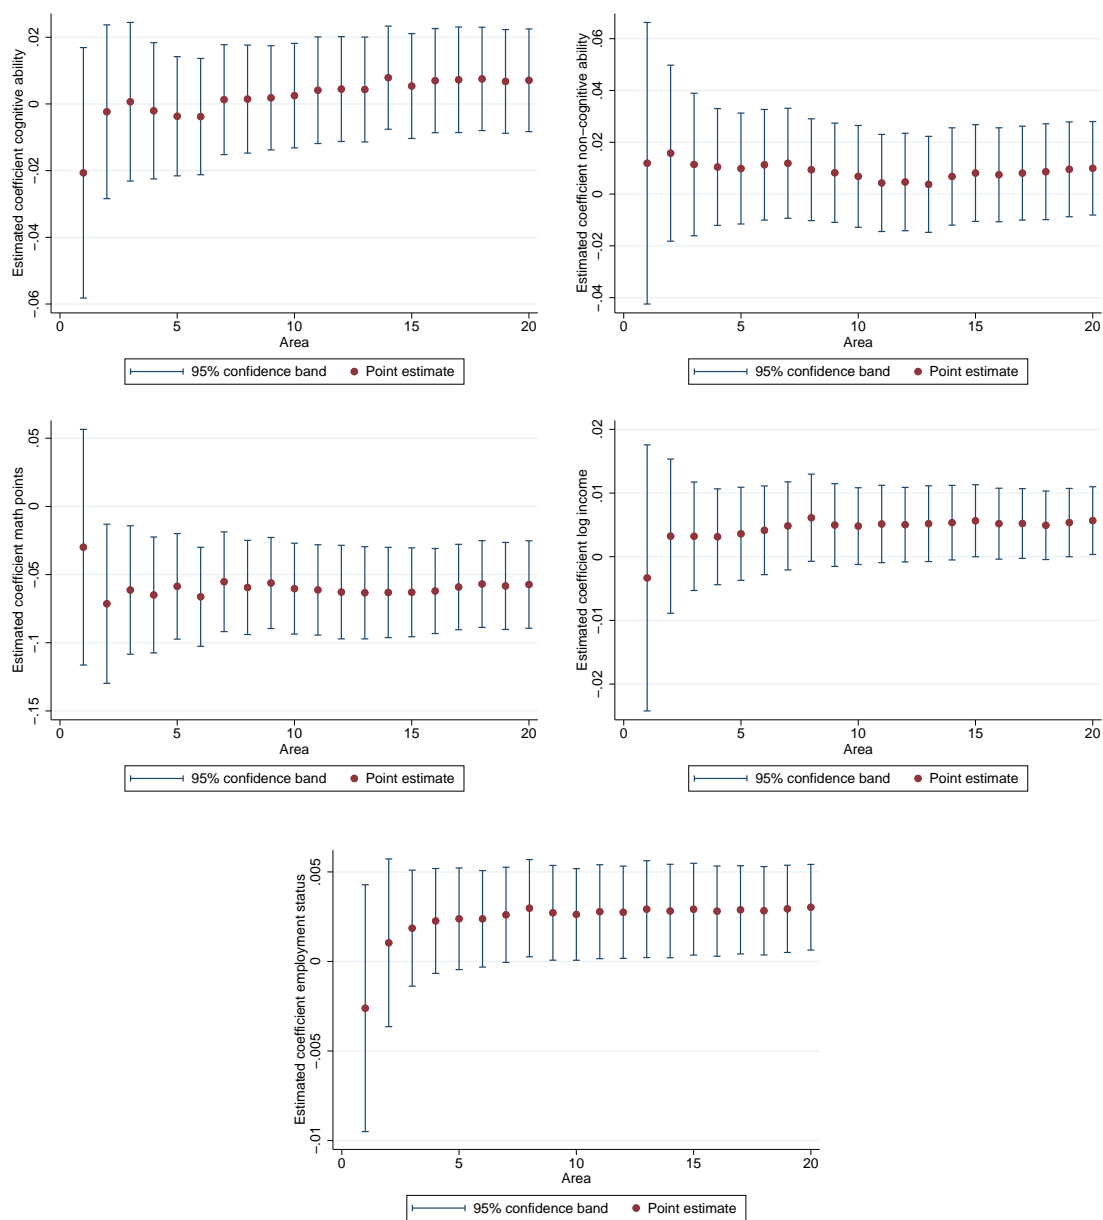 Estimated coefficient cognitive ability
.02
0
-.02
-.04
-.06
0 5 10 15 20
Area
95% confidence band Point estimate
Estimated coefficient non-cognitive ability
.06
.04
.02
0
-.02
-.04
0 5 10 15 20
Area
95% confidence band Point estimate
Estimated coefficient math points
.05
0
-.05
-.1
-.15
0 5 10 15 20
Area
95% confidence band Point estimate
Estimated coefficient log income
.02
.01
0
-.01
-.02
0 5 10 15 20
Area
95% confidence band Point estimate
Estimated coefficient employment status
.005
0
-.005
-.01
0 5 10 15 20
Area
95% confidence band Point estimate